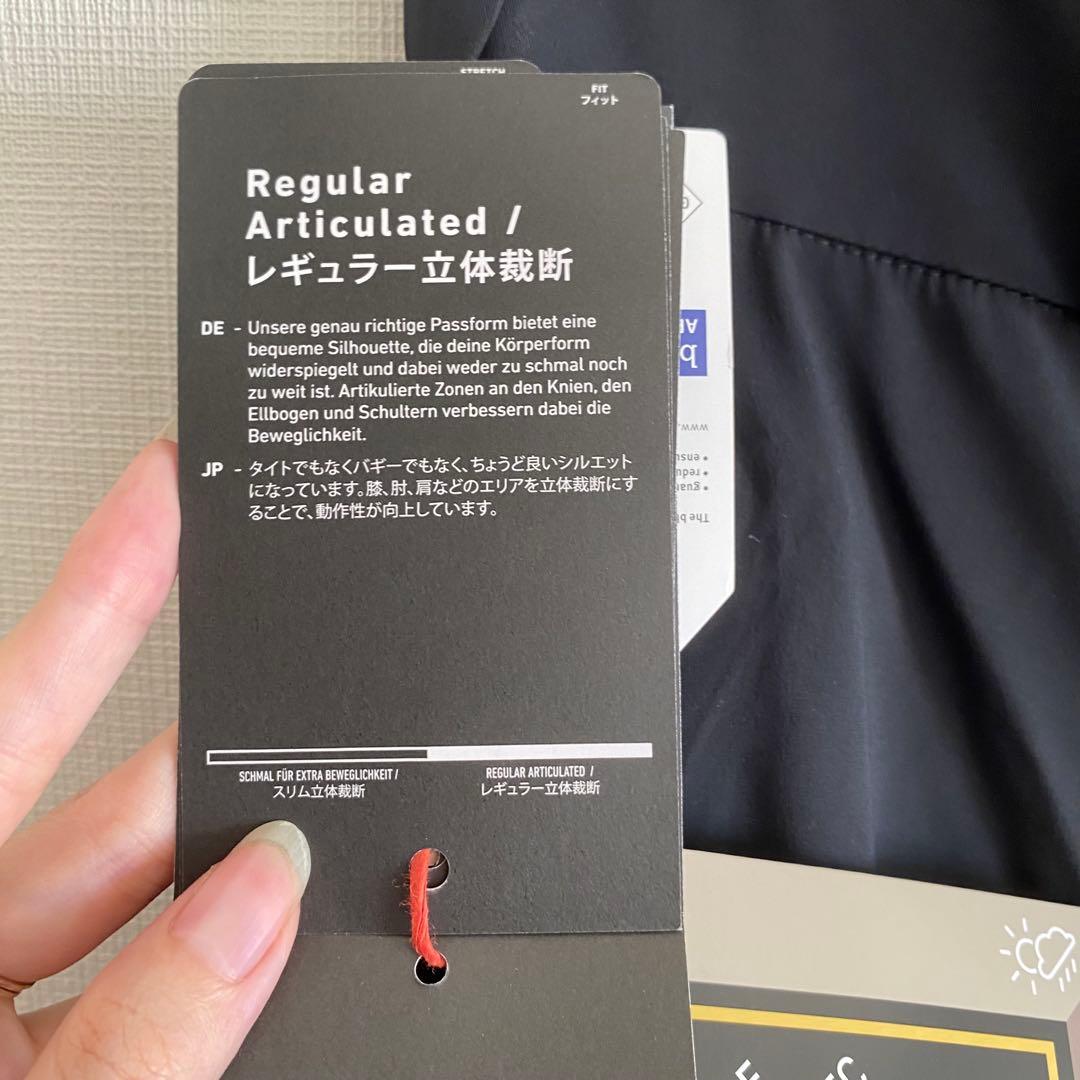 STRETCH
FIT
フィット
Regular
Articulated /
レギュラー立体裁断
DE - Unsere genau richtige Passform bietet eine
bequeme Silhouette, die deine Körperform
widerspiegelt und dabei weder zu schmal noch
zu weit ist. Artikulierte Zonen an den Knien, den
Ellbogen und Schultern verbessern dabei die
Beweglichkeit.
JP - タイトでもなくバギーでもなく、ちょうど良いシルエット
になっています。膝、肘、肩などのエリアを立体裁断にす
ることで、動作性が向上しています。
SCHMAL FÜR EXTRA BEWEGLICHKEIT /
スリム立体裁断
REGULAR ARTICULATED /
レギュラー立体裁断
www.
The